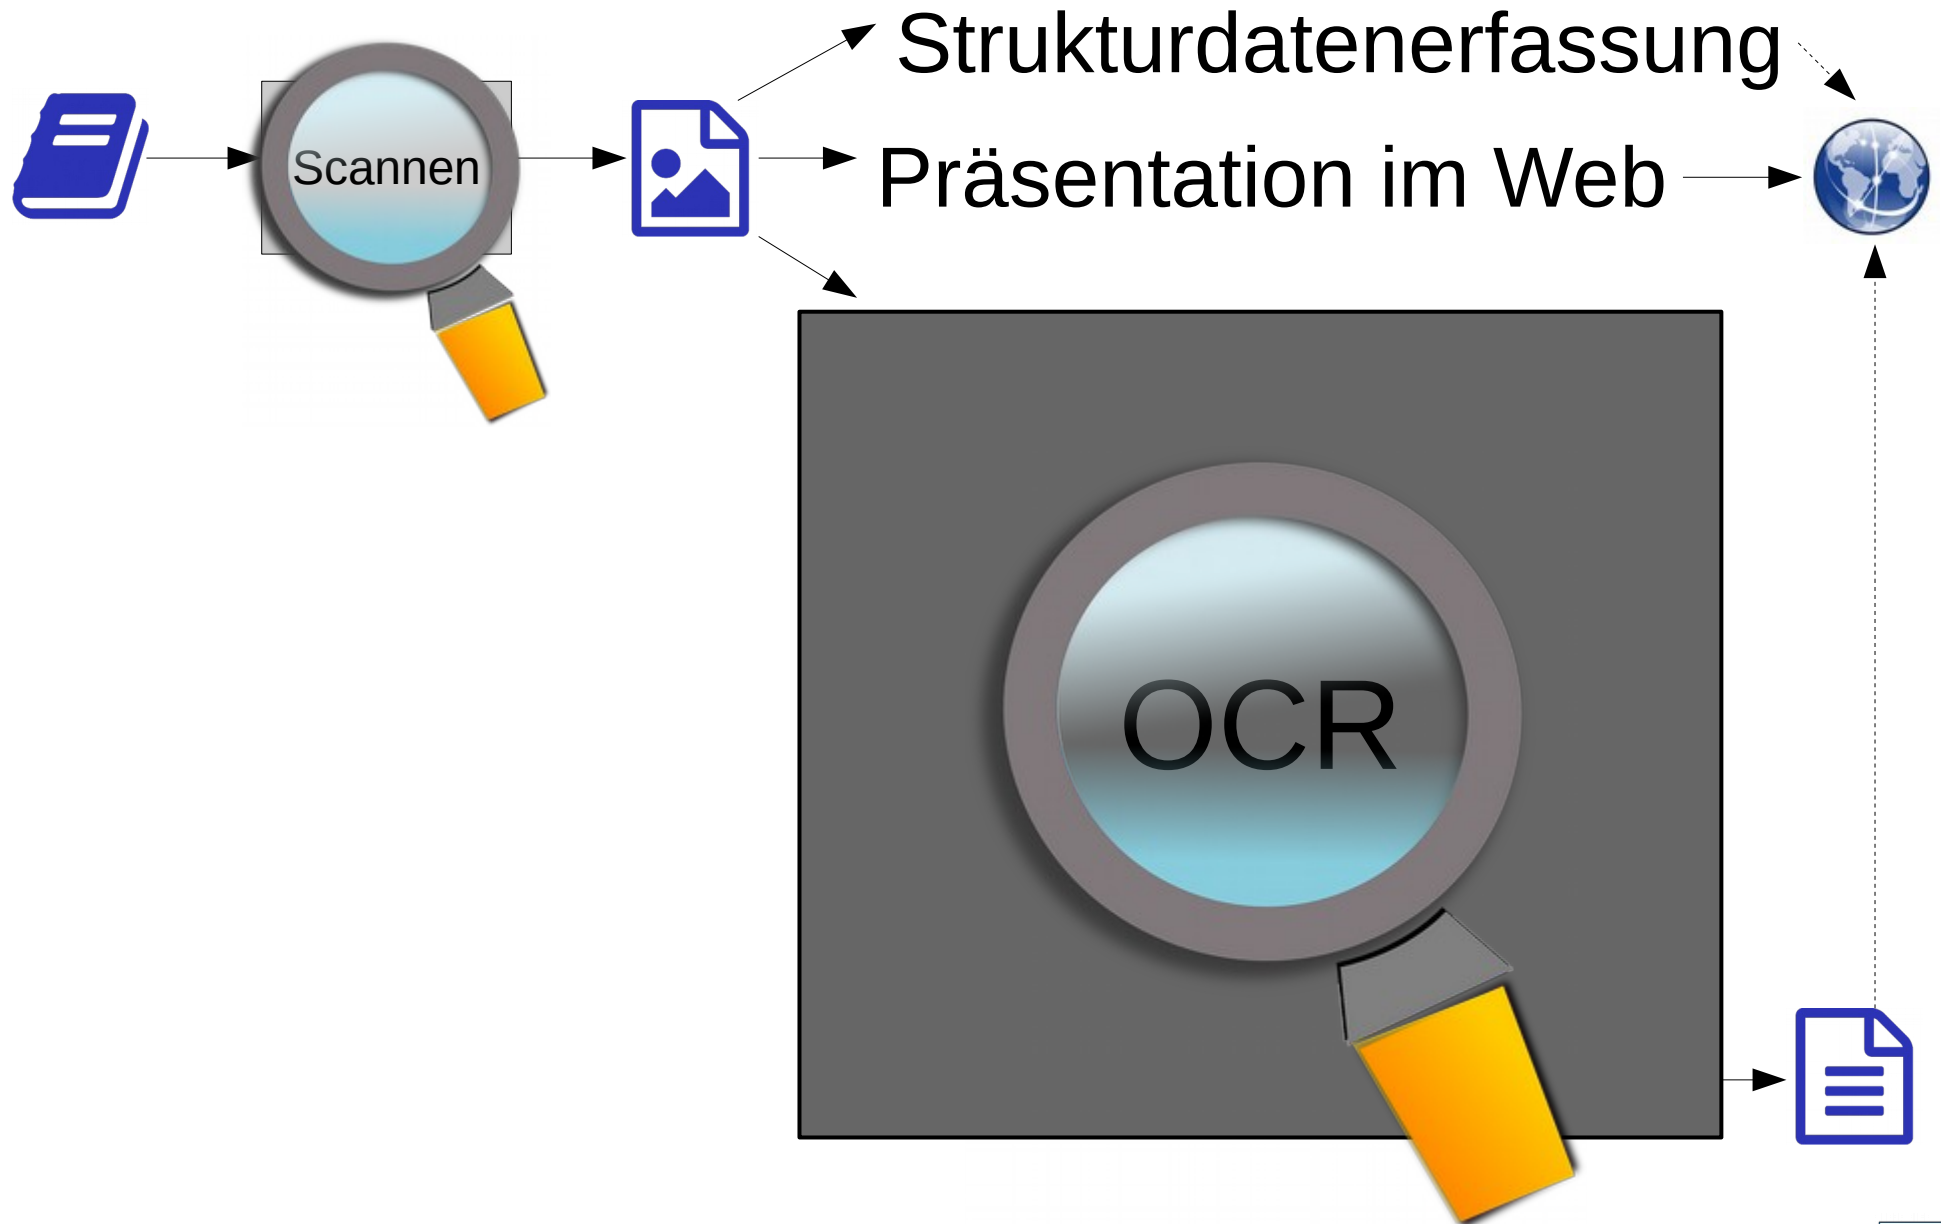 Strukturdatenerfassung
Scannen
Präsentation im Web
OCR